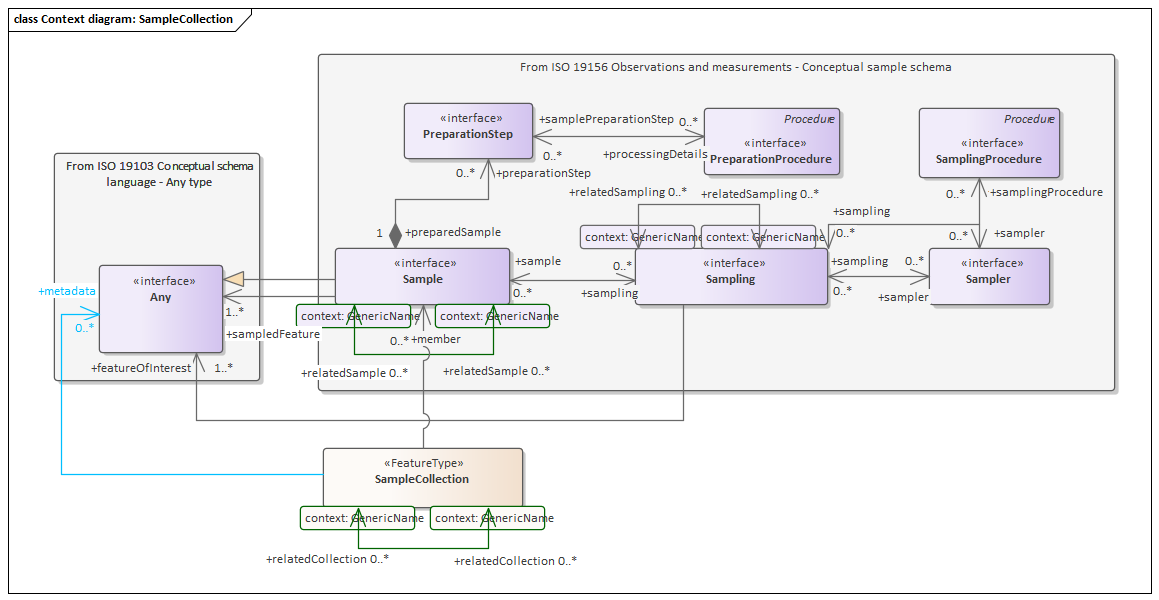 class Context diagram: SampleCollection
From ISO 19156 Observations and measurements - Conceptual sample schema
«interface»
PreparationStep
+samplePreparationStep 0..*
0..*
+processingDetails
Procedure
«interface»
PreparationProcedure
Procedure
«interface»
SamplingProcedure
From ISO 19103 Conceptual schema
language - Any type
0..*
+preparationStep
+relatedSampling 0..*
+relatedSampling 0..*
0..*
+samplingProcedure
+sampling
0..*
1
+preparedSample
context: GenericName
context: GenericName
0..*
+sampler
«interface»
Any
«interface»
Sample
+sample
0..*
0..*
+sampling
«interface»
Sampling
+sampling
0..*
0..*
+sampler
«interface»
Sampler
+metadata
0..*
1..*
+sampledFeature
context: GenericName
context: GenericName
0..*
+member
+featureOfInterest
1..*
+relatedSample 0..*
+relatedSample 0..*
«FeatureType»
SampleCollection
context: GenericName
context: GenericName
+relatedCollection 0..*
+relatedCollection 0..*